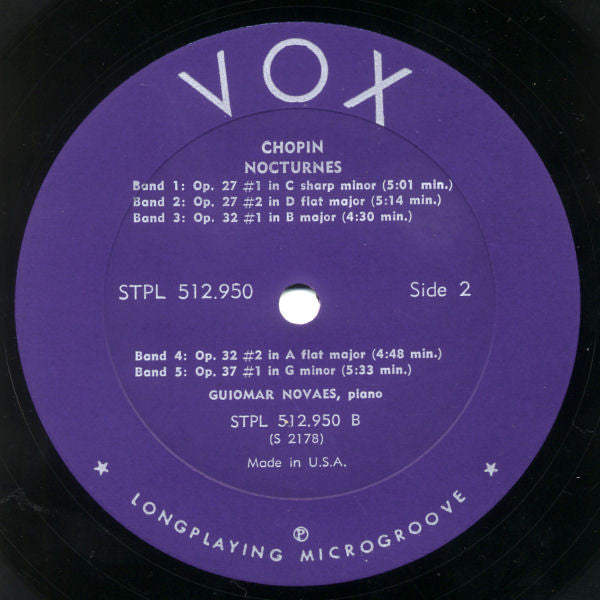 VOX
CHOPIN
NOCTURNES
Band 1: Op. 27 #1 in C sharp minor (5:01 min.)
Band 2: Op. 27 #2 in D flat major (5:14 min.)
Band 3: Op. 32 #1 in B major (4:30 min.)
STPL 512.950
Side 2
Band 4: Op. 32 #2 in A flat major (4:48 min.)
Band 5: Op. 37 #1 in G minor (5:33 min.)
GUIOMAR NOVAES, piano
STPL 512.950 B
(S 2178)
Made in U.S.A.
℗
★ LONGPLAYING MICROGROOVE ★